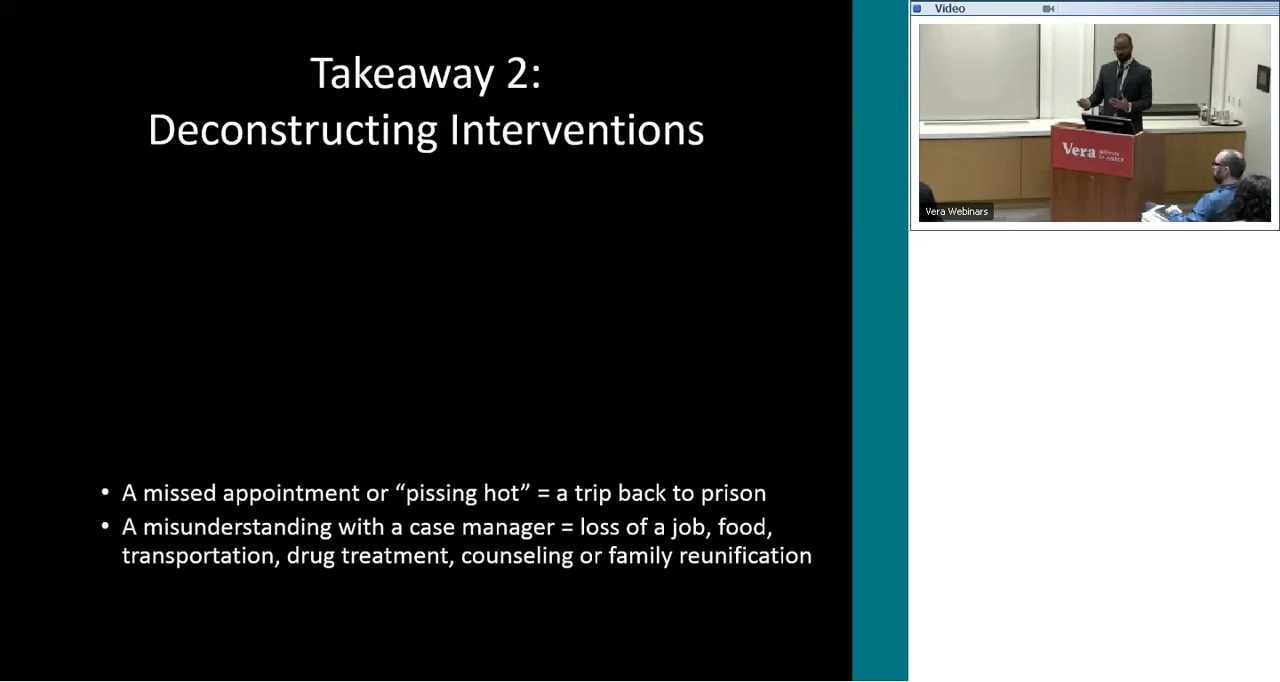 Takeaway 2:
Deconstructing Interventions
• A missed appointment or “pissing hot” = a trip back to prison
• A misunderstanding with a case manager = loss of a job, food,
transportation, drug treatment, counseling or family reunification
Video
Vera
Vera Webinars